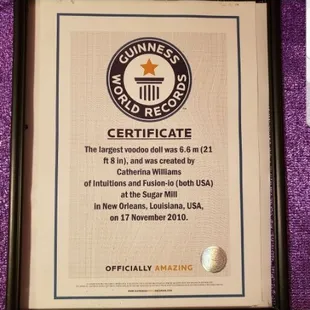 GUINNESS
WORLD RECORDS
CERTIFICATE
The largest voodoo doll was 6.6 m (21
ft 8 in), and was created by
Catherina Williams
of Intuitions and Fusion-io (both USA)
at the Sugar Mill
in New Orleans, Louisiana, USA,
on 17 November 2010.
OFFICIALLY AMAZING